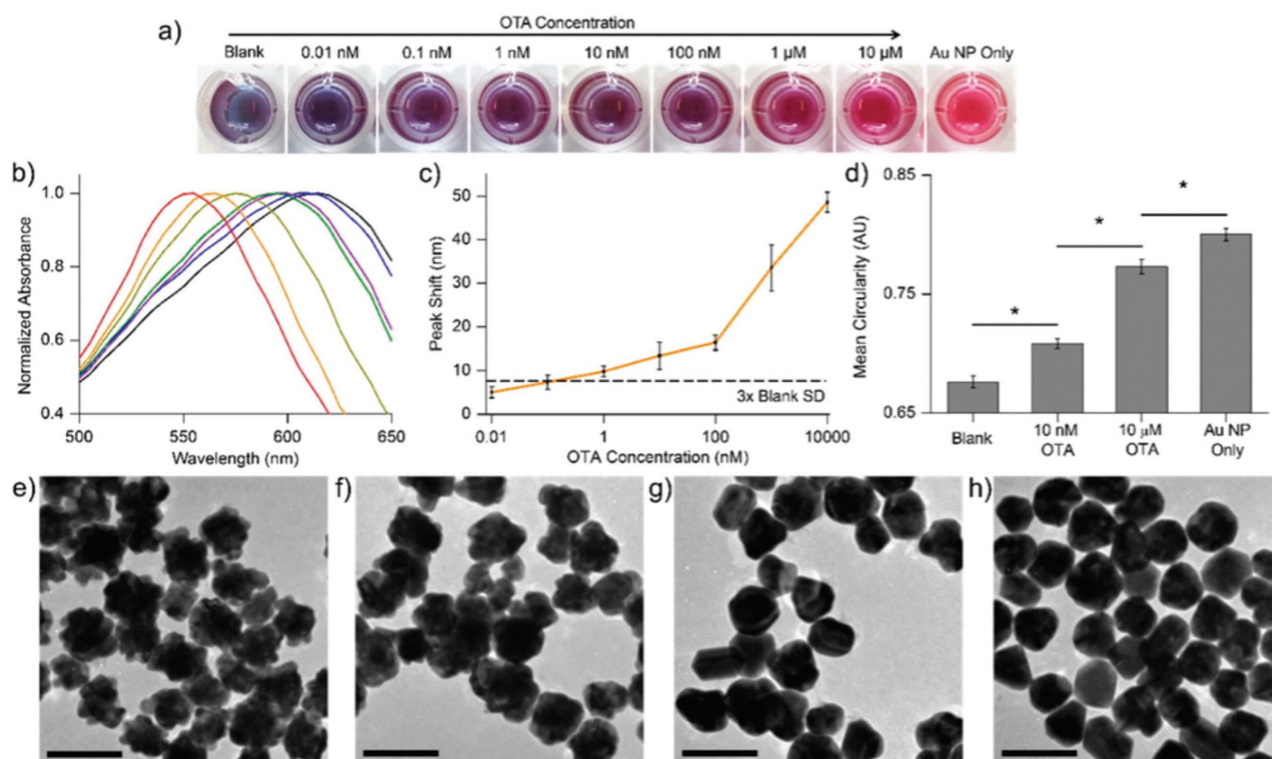 OTA Concentration
a)
Blank 0.01 nM 0.1 nM 1 nM 10 nM 100 nM 1 µM 10 µM Au NP Only
b)
1.0
0.8
0.6
0.4
Normalized Absorbance
500 550 600 650
Wavelength (nm)
c)
50
40
30
20
10
0
Peak Shift (nm)
3x Blank SD
0.01 1 100 10000
OTA Concentration (nM)
d)
0.85
0.75
0.65
Mean Circularity (AU)
*
*
*
Blank
10 nM
OTA
10 µM
OTA
Au NP
Only
e) f) g) h)